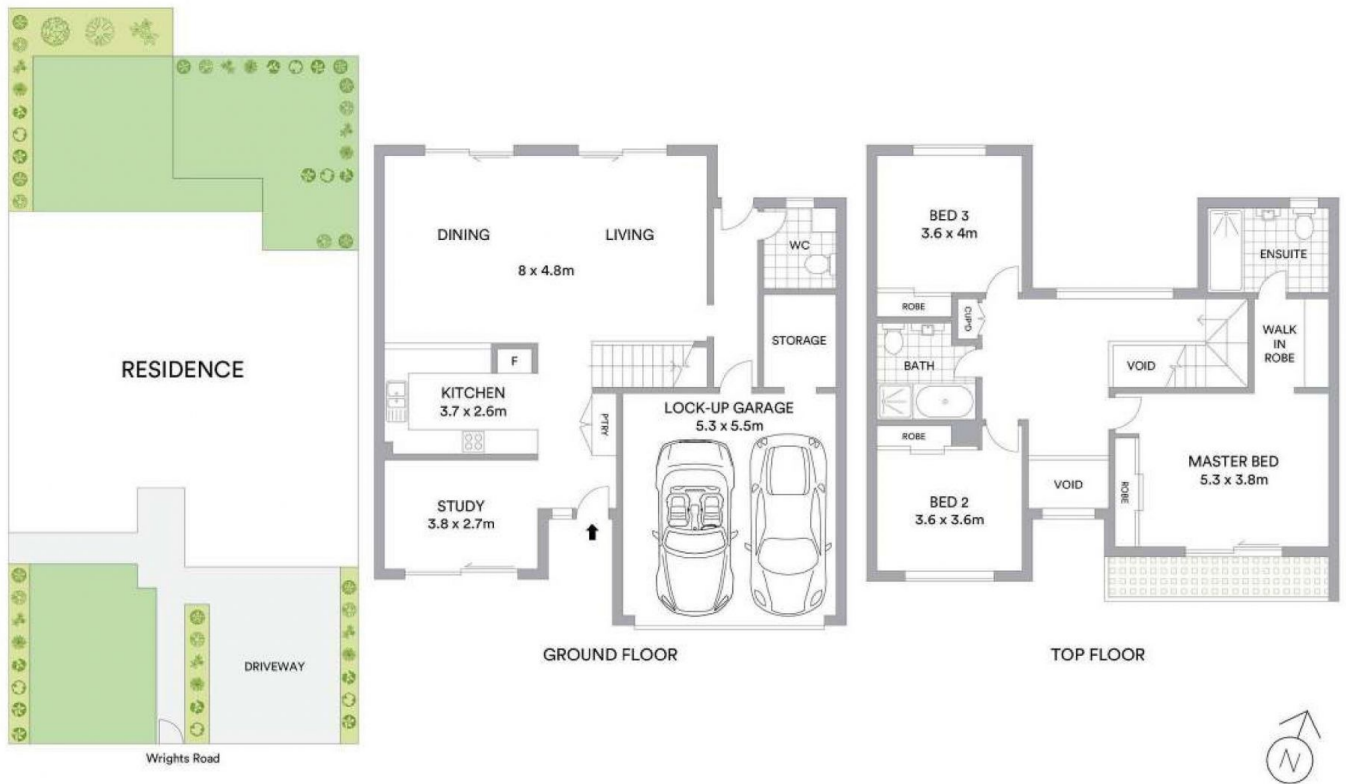 RESIDENCE
DRIVEWAY
Wrights Road
DINING
LIVING
8 x 4.8m
WC
STORAGE
F
KITCHEN
3.7 x 2.6m
PTRY
LOCK-UP GARAGE
5.3 x 5.5m
STUDY
3.8 x 2.7m
GROUND FLOOR
BED 3
3.6 x 4m
ROBE
CUP'D
BATH
ENSUITE
WALK
IN
ROBE
VOID
ROBE
BED 2
3.6 x 3.6m
VOID
ROBE
MASTER BED
5.3 x 3.8m
TOP FLOOR
N